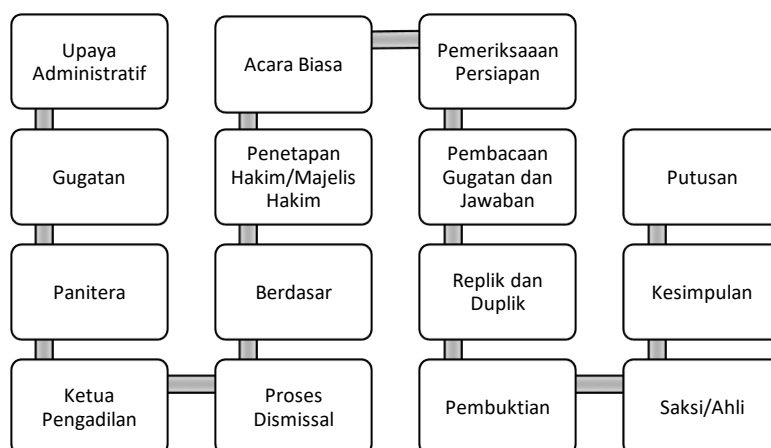 Upaya
Administratif
Gugatan
Panitera
Ketua
Pengadilan
Proses
Dismissal
Berdasar
Penetapan
Hakim/Majelis
Hakim
Acara Biasa
Pemeriksaaan
Persiapan
Pembacaan
Gugatan dan
Jawaban
Replik dan
Duplik
Pembuktian
Saksi/Ahli
Kesimpulan
Putusan